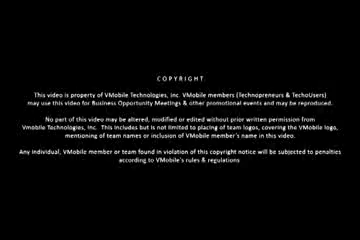 COPYRIGHT
This video is property of VMobile Technologies, Inc. VMobile members (Technopreneurs & TechoUsers)
may use this video for Business Opportunity Meetings & other promotional events and may be reproduced.
No part of this video may be altered, modified or edited without prior written permission from
Vmobile Technologies, Inc. This includes but is not limited to placing of team logos, covering the VMobile logo,
mentioning of team names or inclusion of VMobile member's name in this video.
Any individual, VMobile member or team found in violation of this copyright notice will be subjected to penalties
according to VMobile's rules & regulations